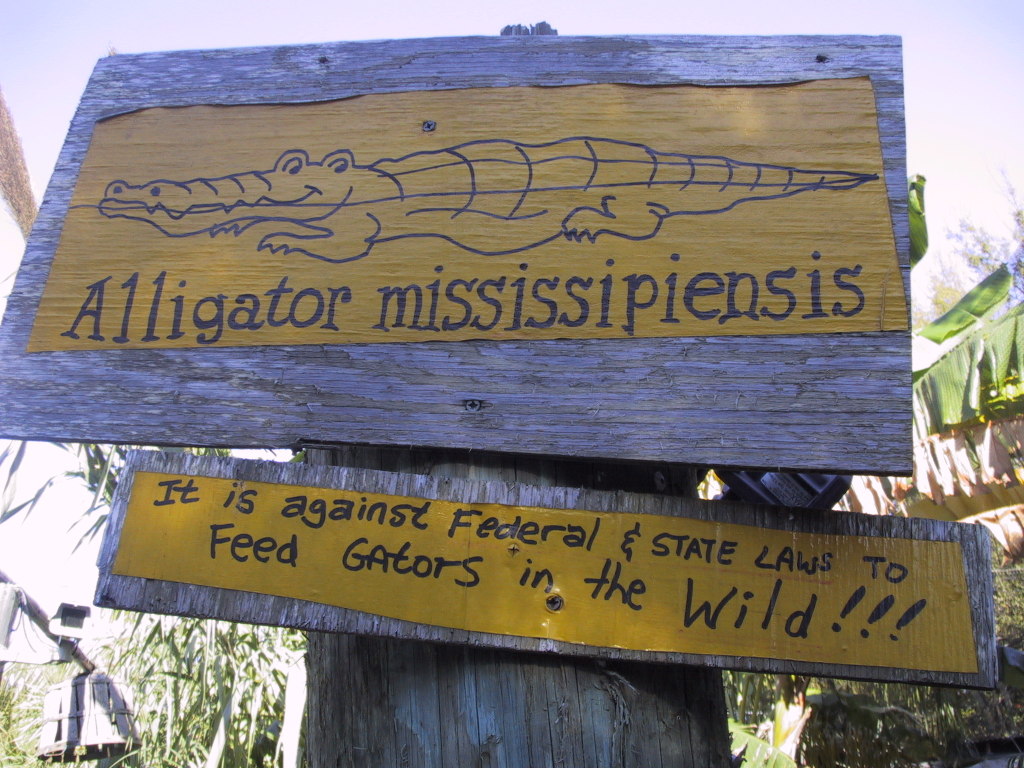 Alligator mississipiensis
It is against Federal & STATE LAWS TO
Feed GAtors in the Wild!!!